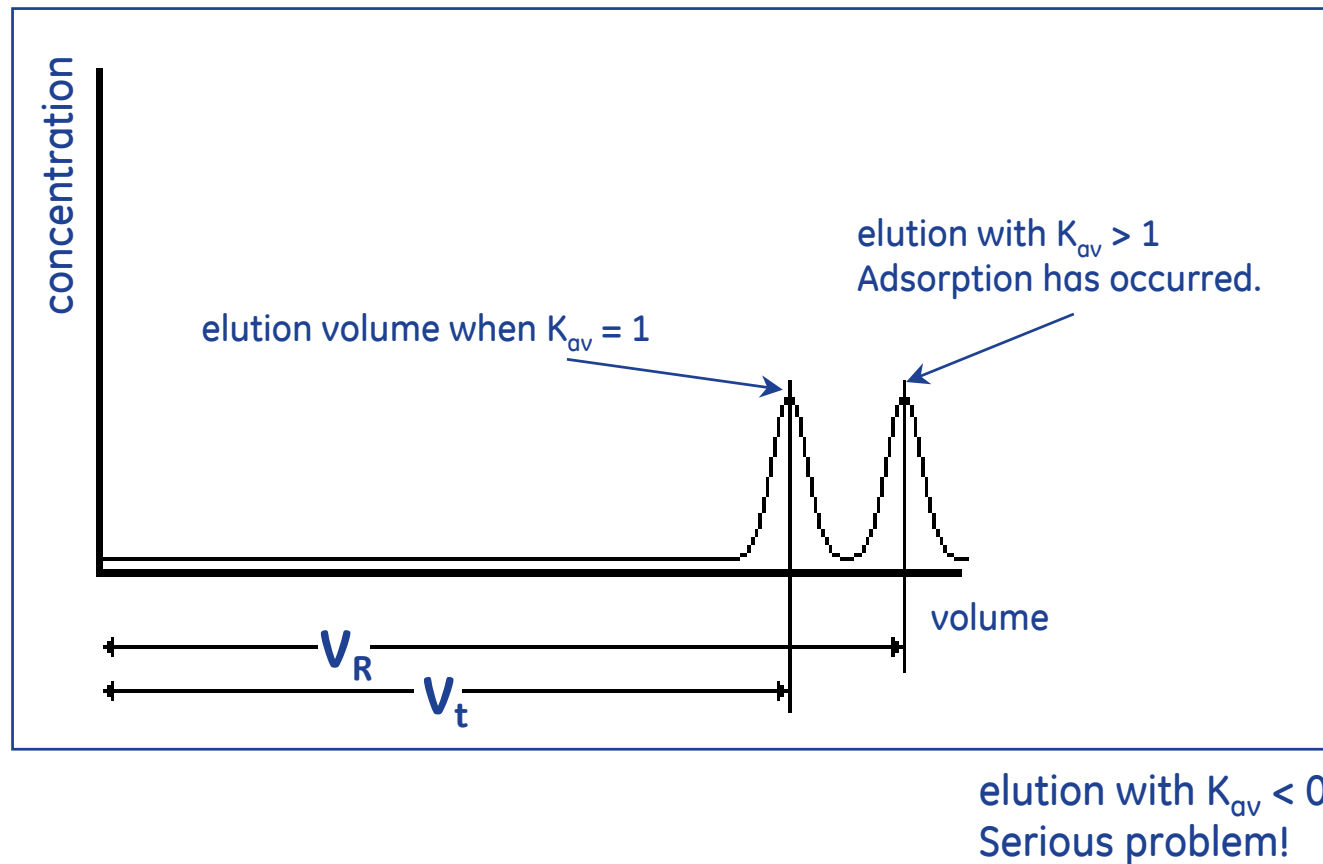 concentration
elution with Kav > 1
Adsorption has occurred.
elution volume when Kav = 1
volume
VR
Vt
elution with Kav < 0
Serious problem!